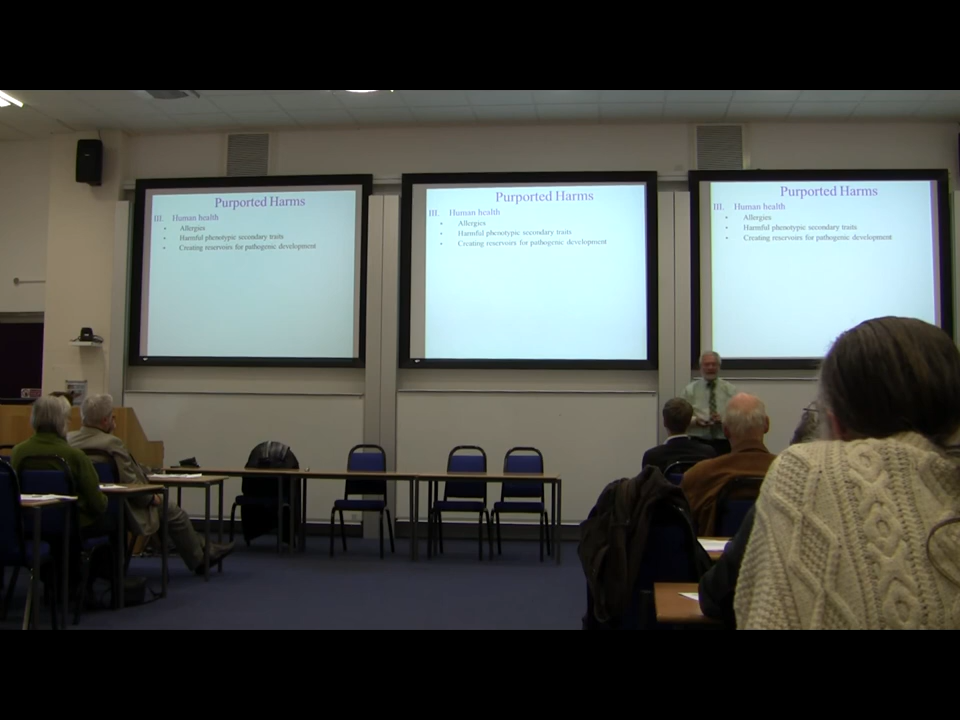 Purported Harms
III. Human health
• Allergies
• Harmful phenotypic secondary traits
• Creating reservoirs for pathogenic development
Purported Harms
III. Human health
• Allergies
• Harmful phenotypic secondary traits
• Creating reservoirs for pathogenic development
Purported Harms
III. Human health
• Allergies
• Harmful phenotypic secondary traits
• Creating reservoirs for pathogenic development